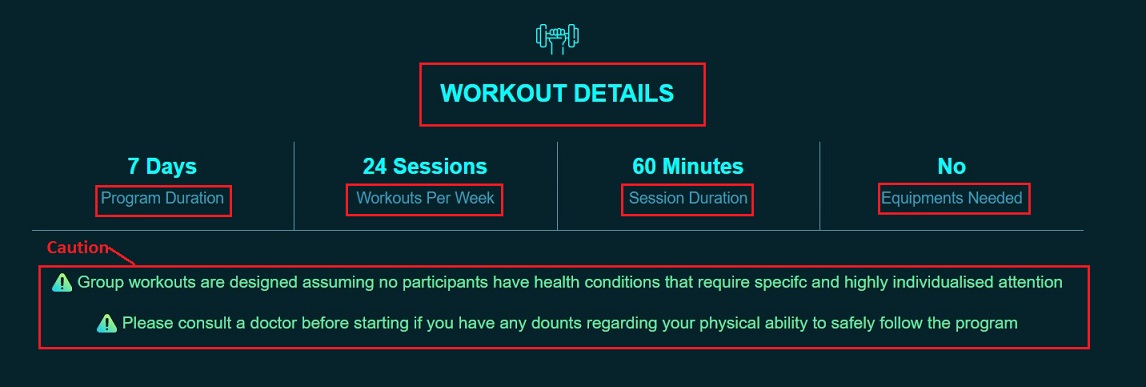 WORKOUT DETAILS
7 Days
Program Duration
24 Sessions
Workouts Per Week
60 Minutes
Session Duration
No
Equipments Needed
Caution
Group workouts are designed assuming no participants have health conditions that require specifc and highly individualised attention
Please consult a doctor before starting if you have any dounts regarding your physical ability to safely follow the program